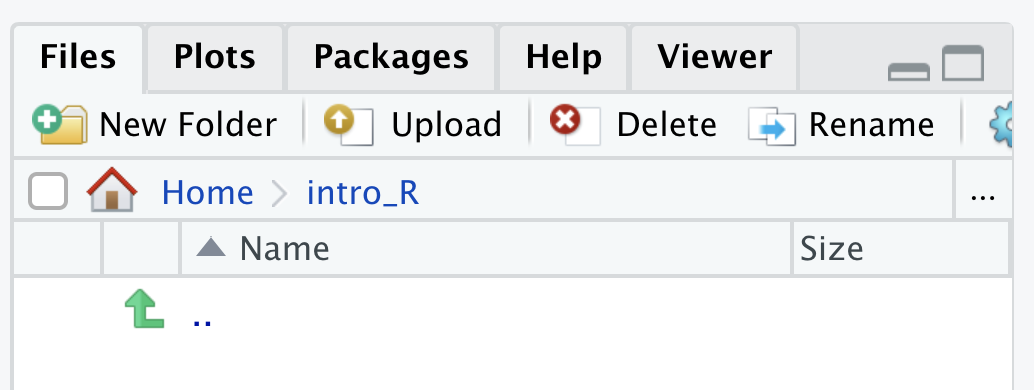 Files Plots Packages Help Viewer
New Folder Upload Delete Rename
Home intro_R ...
Name Size
..